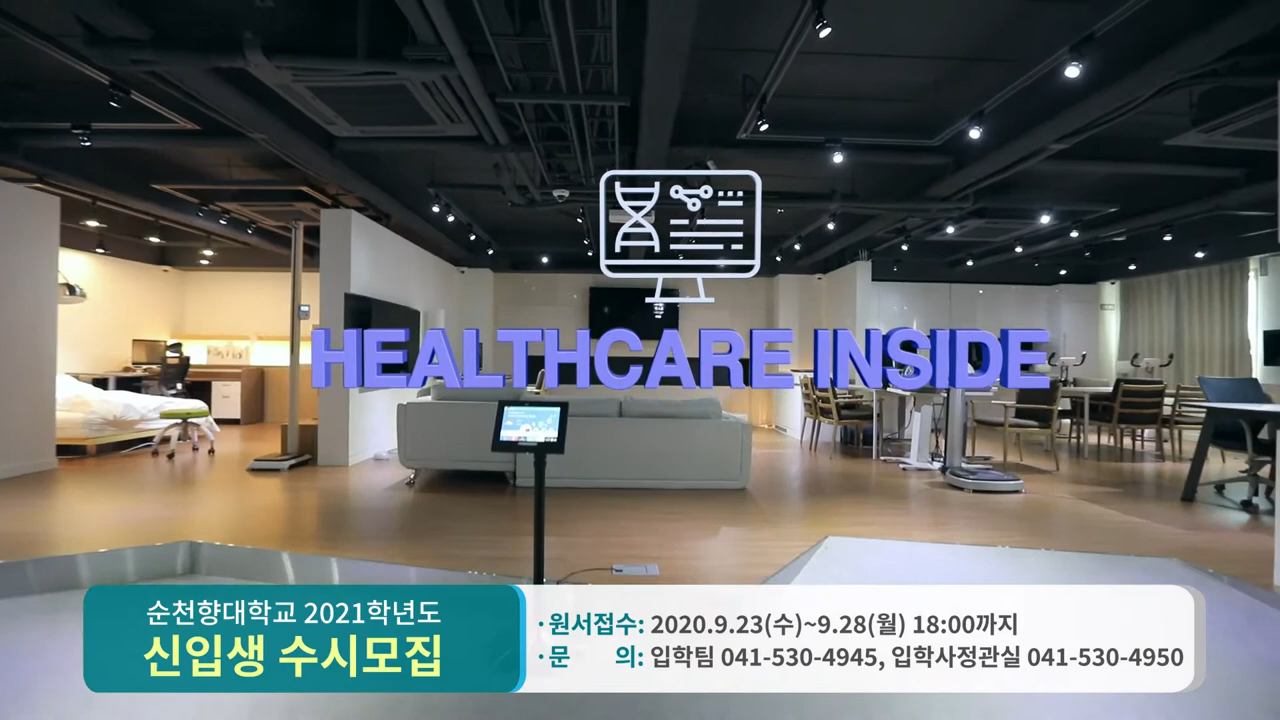 HEALTHCARE INSIDE
순천향대학교 2021학년도
신입생 수시모집
· 원서접수: 2020.9.23(수)~9.28(월) 18:00까지
· 문 의: 입학팀 041-530-4945, 입학사정관실 041-530-4950